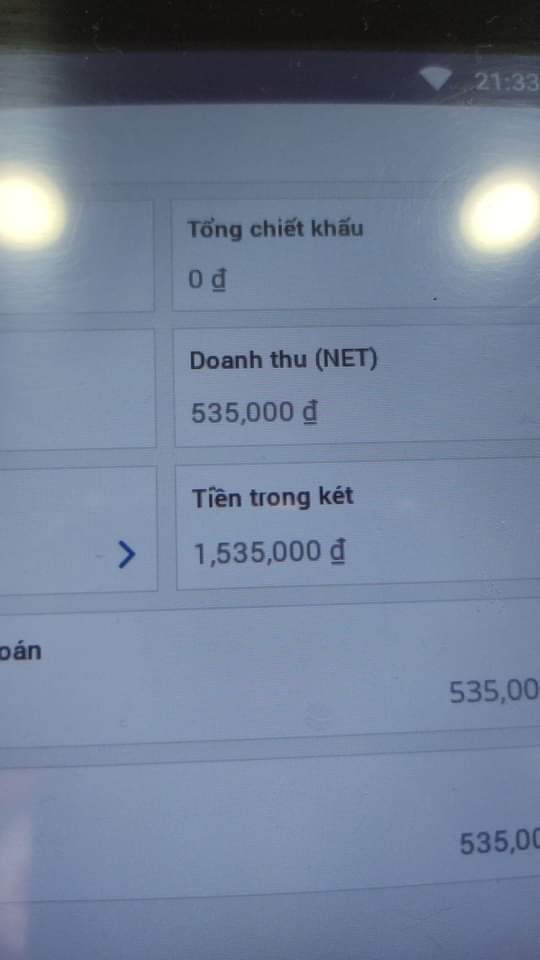 21:33
Tổng chiết khấu
0 ₫
Doanh thu (NET)
535,000 ₫
Tiền trong két
1,535,000 ₫
oán
535,00
535,00